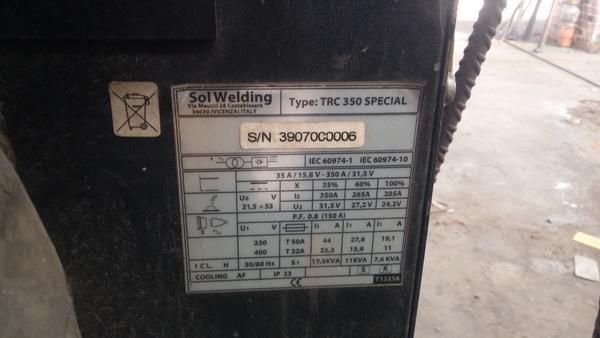 Sol Welding
Via Meucci 26 Costabissara
36030 (VICENZA) ITALY
Type: TRC 350 SPECIAL
S/N 39070C0006
IEC 60974-1 IEC 60974-10
35 A / 15,8 V - 350 A / 31,5 V
X 35% 60% 100%
U0 V I2 350A 265A 205A
21,5 ÷ 53 U2 31,5 V 27,2 V 24,2V
P.F. 0.8 (150 A)
U1 V I1 A I1 A I1 A
230 T 50A 44 27,8 19,1
400 T 32A 25,3 15,9 11
I CL. H 50/60 Hz S1 17,5KVA 11KVA 7,6 KVA
COOLING AF IP 23 S K
CE T1525A